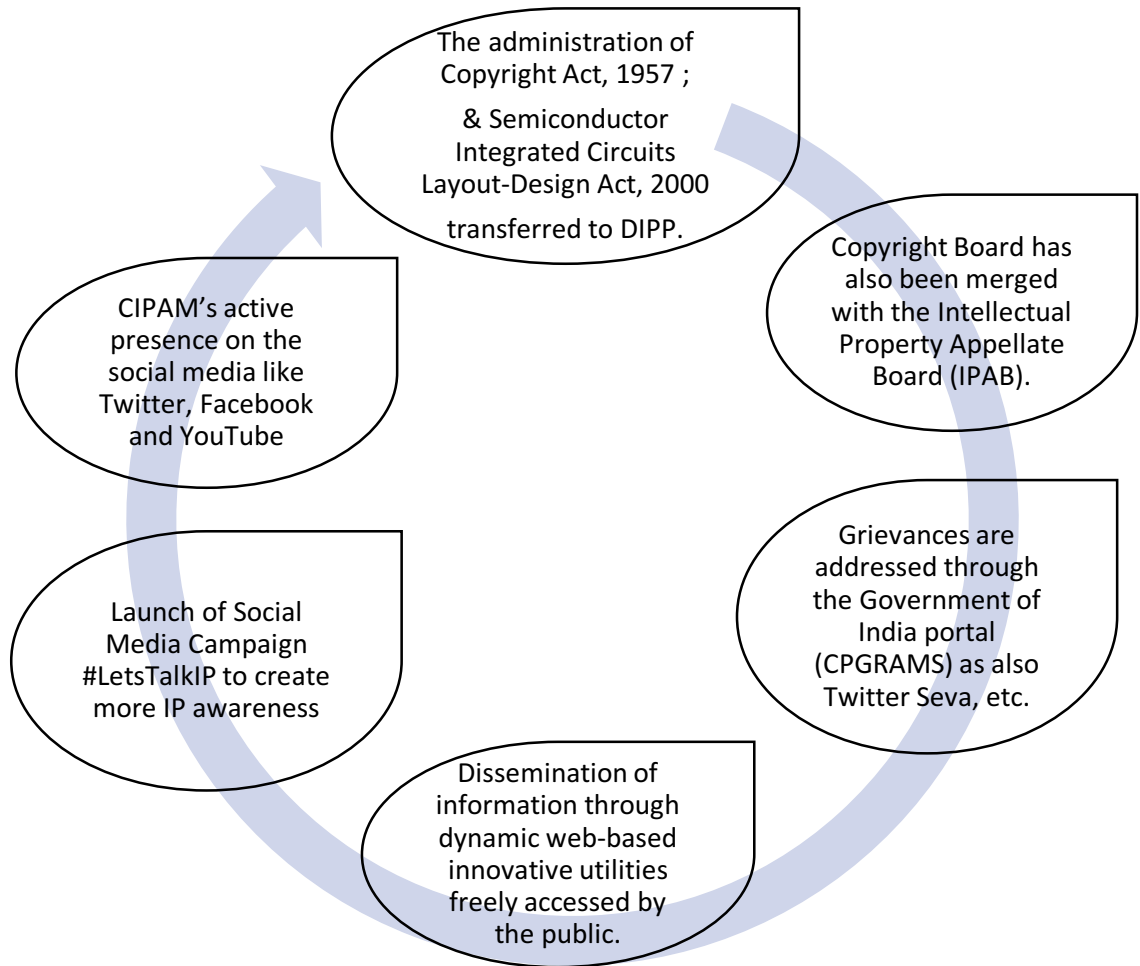 The administration of
Copyright Act, 1957 ;
& Semiconductor
Integrated Circuits
Layout-Design Act, 2000
transferred to DIPP.
Copyright Board has
also been merged
with the Intellectual
Property Appellate
Board (IPAB).
Grievances are
addressed through
the Government of
India portal
(CPGRAMS) as also
Twitter Seva, etc.
Dissemination of
information through
dynamic web-based
innovative utilities
freely accessed by
the public.
Launch of Social
Media Campaign
#LetsTalkIP to create
more IP awareness
CIPAM’s active
presence on the
social media like
Twitter, Facebook
and YouTube